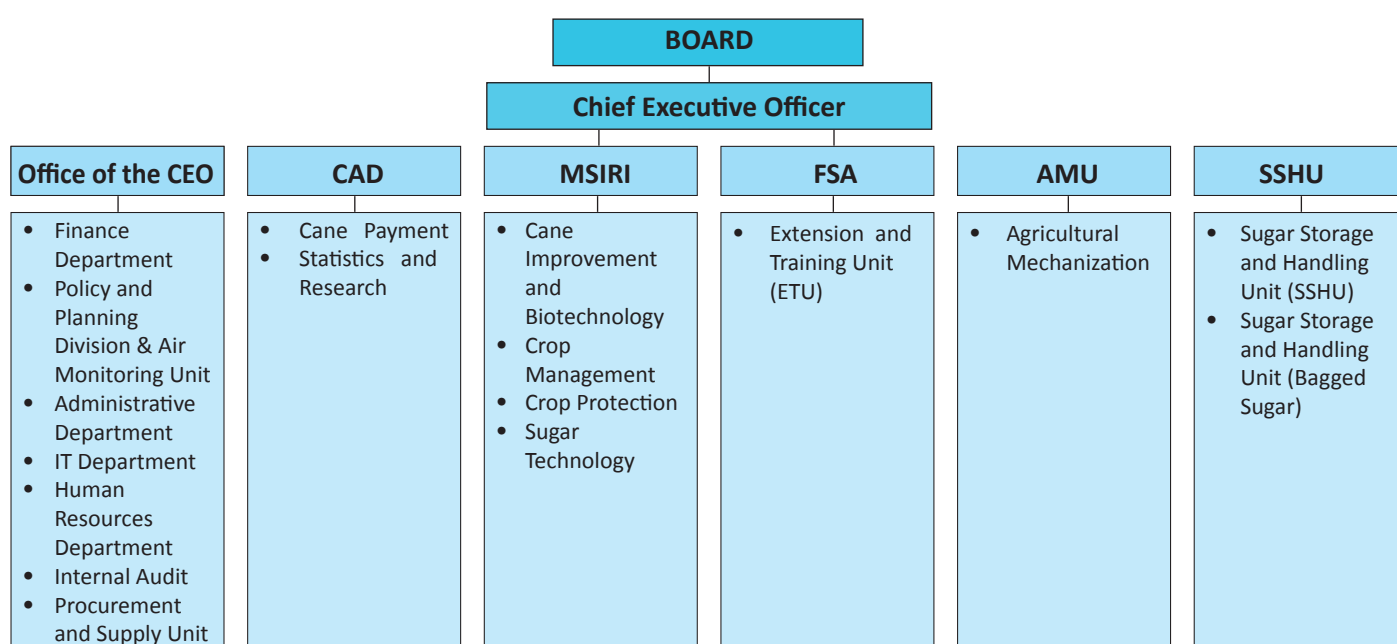 BOARD
Chief Executive Officer
Office of the CEO
• Finance
Department
• Policy and
Planning
Division & Air
Monitoring Unit
• Administrative
Department
• IT Department
• Human
Resources
Department
• Internal Audit
• Procurement
and Supply Unit
CAD
• Cane Payment
• Statistics and
Research
MSIRI
• Cane
Improvement
and
Biotechnology
• Crop
Management
• Crop Protection
• Sugar
Technology
FSA
• Extension and
Training Unit
(ETU)
AMU
• Agricultural
Mechanization
SSHU
• Sugar Storage
and Handling
Unit (SSHU)
• Sugar Storage
and Handling
Unit (Bagged
Sugar)